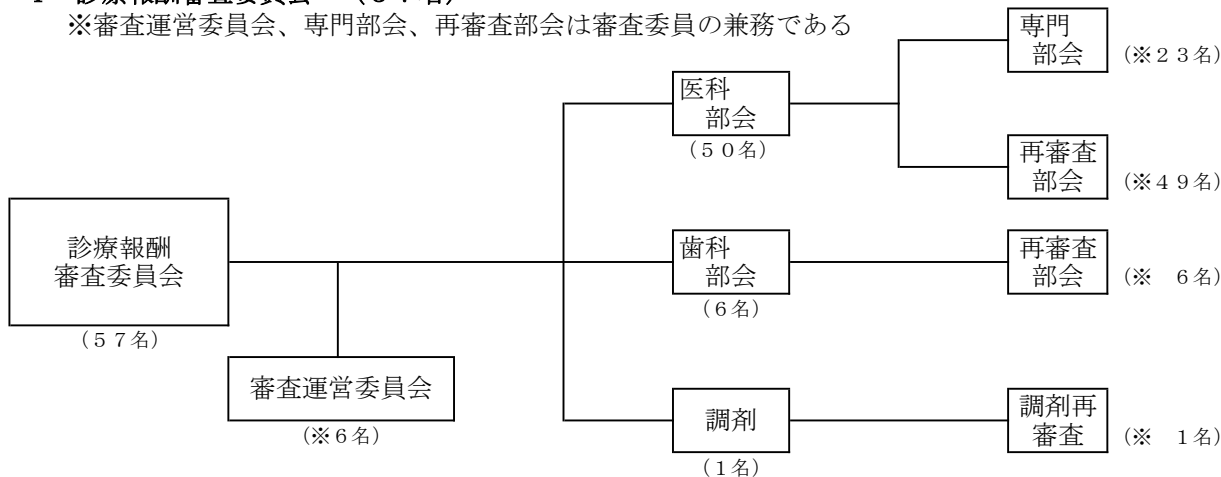 ※審査運営委員会、専門部会、再審査部会は審査委員の兼務である
専門
部会
（※２３名）
医科
部会
（５０名）
再審査
部会
（※４９名）
診療報酬
審査委員会
（５７名）
歯科
部会
（６名）
再審査
部会
（※　６名）
審査運営委員会
（※６名）
調剤
（１名）
調剤再
審査
（※　１名）